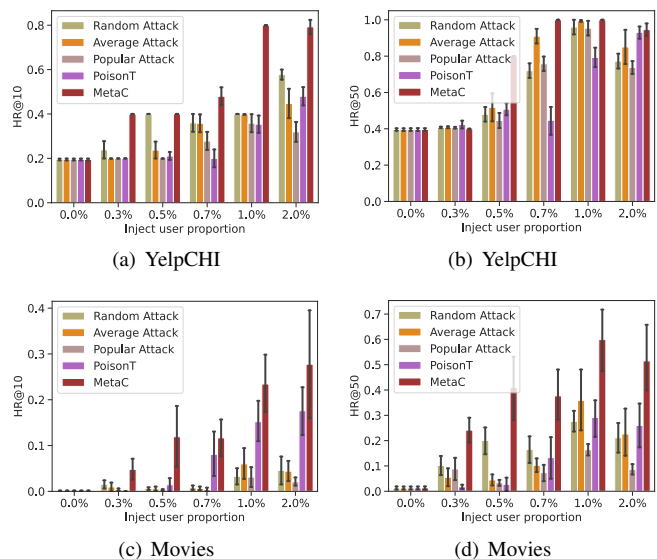 HR@10
0.8
0.6
0.4
0.2
0.0
Random Attack
Average Attack
Popular Attack
PoisonT
MetaC
0.0% 0.3% 0.5% 0.7% 1.0% 2.0%
Inject user proportion
(a) YelpCHI
HR@50
1.0
0.8
0.6
0.4
0.2
0.0
Random Attack
Average Attack
Popular Attack
PoisonT
MetaC
0.0% 0.3% 0.5% 0.7% 1.0% 2.0%
Inject user proportion
(b) YelpCHI
HR@10
0.4
0.3
0.2
0.1
0.0
Random Attack
Average Attack
Popular Attack
PoisonT
MetaC
0.0% 0.3% 0.5% 0.7% 1.0% 2.0%
Inject user proportion
(c) Movies
HR@50
0.7
0.6
0.5
0.4
0.3
0.2
0.1
0.0
Random Attack
Average Attack
Popular Attack
PoisonT
MetaC
0.0% 0.3% 0.5% 0.7% 1.0% 2.0%
Inject user proportion
(d) Movies